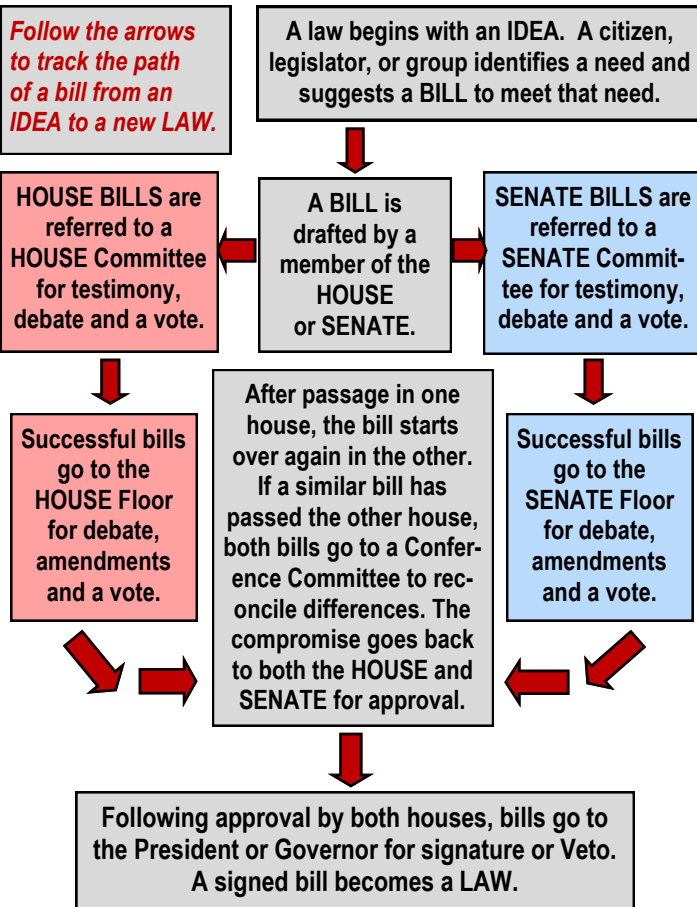 Follow the arrows
to track the path
of a bill from an
IDEA to a new LAW.
A law begins with an IDEA. A citizen,
legislator, or group identifies a need and
suggests a BILL to meet that need.
HOUSE BILLS are
referred to a
HOUSE Committee
for testimony,
debate and a vote.
A BILL is
drafted by a
member of the
HOUSE
or SENATE.
SENATE BILLS are
referred to a
SENATE Commit-
tee for testimony,
debate and a vote.
Successful bills
go to the
HOUSE Floor
for debate,
amendments
and a vote.
After passage in one
house, the bill starts
over again in the other.
If a similar bill has
passed the other house,
both bills go to a Confer-
ence Committee to rec-
oncile differences. The
compromise goes back
to both the HOUSE and
SENATE for approval.
Successful bills
go to the
SENATE Floor
for debate,
amendments
and a vote.
Following approval by both houses, bills go to
the President or Governor for signature or Veto.
A signed bill becomes a LAW.